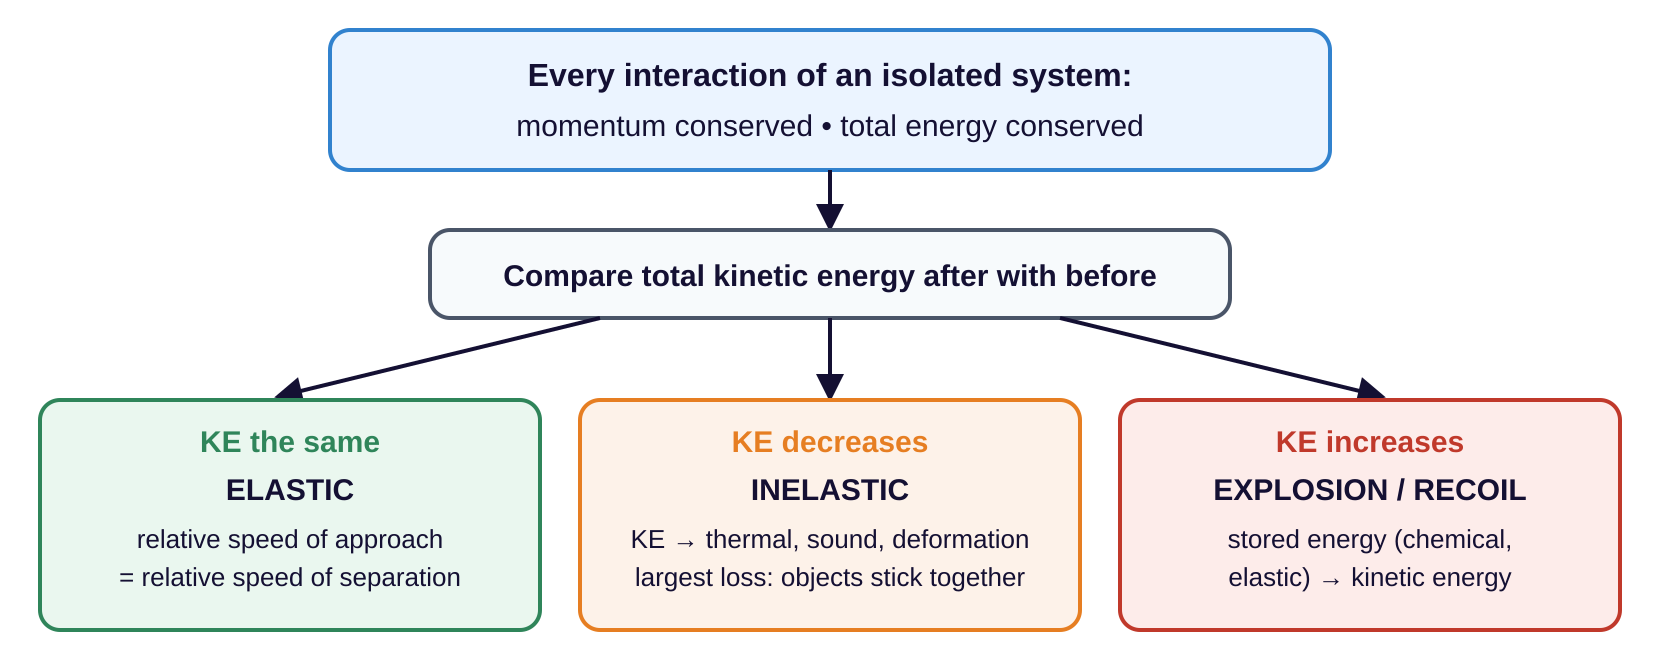 Every interaction of an isolated system:
momentum conserved • total energy conserved
Compare total kinetic energy after with before
KE the same
ELASTIC
relative speed of approach
= relative speed of separation
KE decreases
INELASTIC
KE → thermal, sound, deformation
largest loss: objects stick together
KE increases
EXPLOSION / RECOIL
stored energy (chemical,
elastic) → kinetic energy